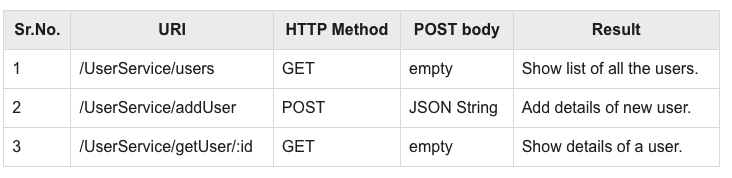 Sr.No. URI HTTP Method POST body Result
1 /UserService/users GET empty Show list of all the users.
2 /UserService/addUser POST JSON String Add details of new user.
3 /UserService/getUser/:id GET empty Show details of a user.